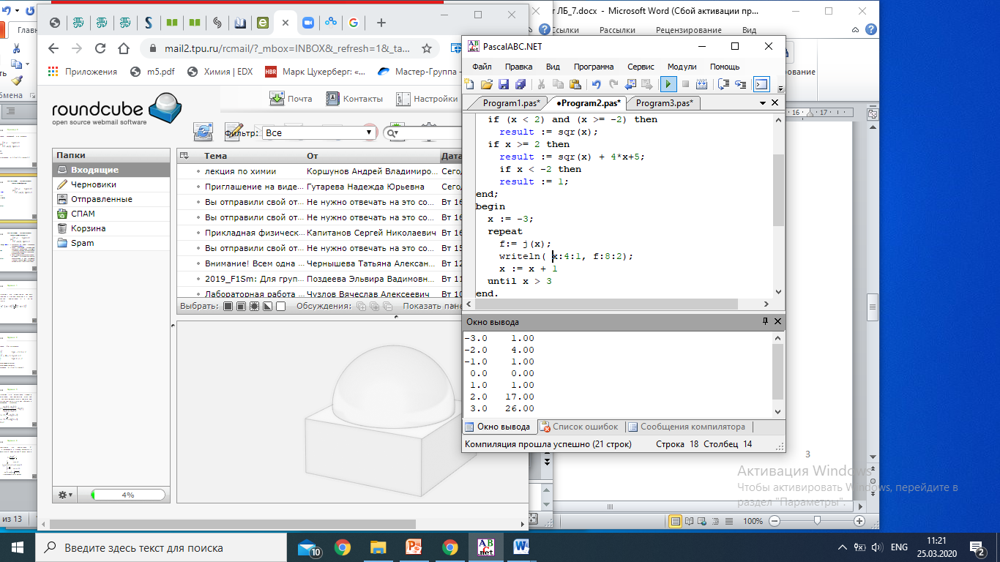 r ЛБ_7.docx - Microsoft Word (Сбой активации пр...
Ссылки Рассылки Рецензирование Вид
Главн
mail2.tpu.ru/rcmail/?_mbox=INBOX&_refresh=1&_ta...
Приложения m5.pdf Химия | EDX Марк Цукерберг: «... Мастер-Группа –
roundcube
open source webmail software
Почта Контакты Настройки
Фильтр: Все
Папки
Входящие
Черновики
Отправленные
СПАМ
Корзина
Spam
Тема От Дата
лекция по химии Коршунов Андрей Владимиро... Сего
Приглашение на виде... Гутарева Надежда Юрьевна Сего
Вы отправили свой от... Не нужно отвечать на это со... Вт 16
Вы отправили свой от... Не нужно отвечать на это со... Вт 16
Прикладная физическ... Капитанов Сергей Николаевич Вт 16
Вы отправили свой от... Не нужно отвечать на это со... Вт 15
Внимание! Всем одна ... Чернышева Татьяна Алексан... Вт 12
2019_F1Sm: Для груп... Поздеева Эльвира Вадимовн... Вт 11
Лабораторная работа ... Чузлов Вячеслав Алексеевич Вт 10
Выбрать: Обсуждения: Показать пане
4%
PascalABC.NET
Файл Правка Вид Программа Сервис Модули Помощь
Program1.pas* •Program2.pas* Program3.pas*
if (x < 2) and (x >= -2) then
result := sqr(x);
if x >= 2 then
result := sqr(x) + 4*x+5;
if x < -2 then
result := 1;
end;
begin
x := -3;
repeat
f:= j(x);
writeln( x:4:1, f:8:2);
x := x + 1
until x > 3
end.
Окно вывода
-3.0 1.00
-2.0 4.00
-1.0 1.00
0.0 0.00
1.0 1.00
2.0 17.00
3.0 26.00
Окно вывода Список ошибок Сообщения компилятора
Компиляция прошла успешно (21 строк) Строка 18 Столбец 14
16 17
3
Активация Windows
Чтобы активировать Windows, перейдите в
раздел "Параметры".
из 13
100%
Введите здесь текст для поиска
10
ENG
11:21
25.03.2020
2